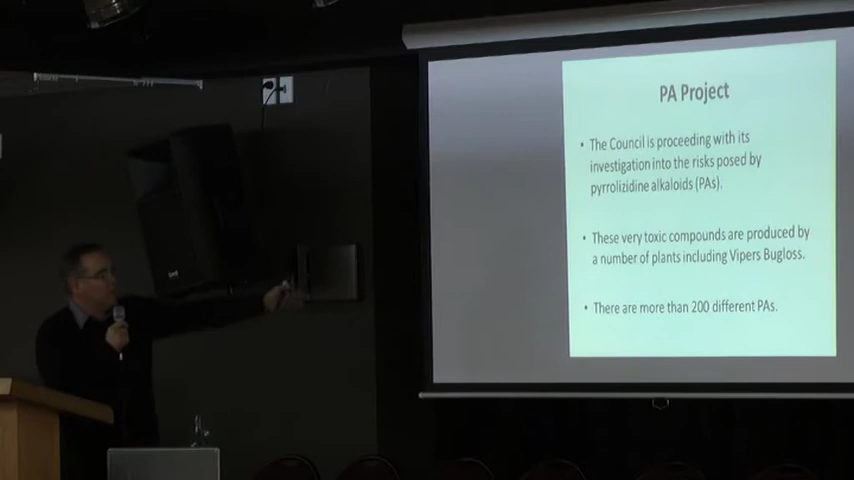 PA Project
• The Council is proceeding with its
investigation into the risks posed by
pyrrolizidine alkaloids (PAs).
• These very toxic compounds are produced by
a number of plants including Vipers Bugloss.
• There are more than 200 different PAs.